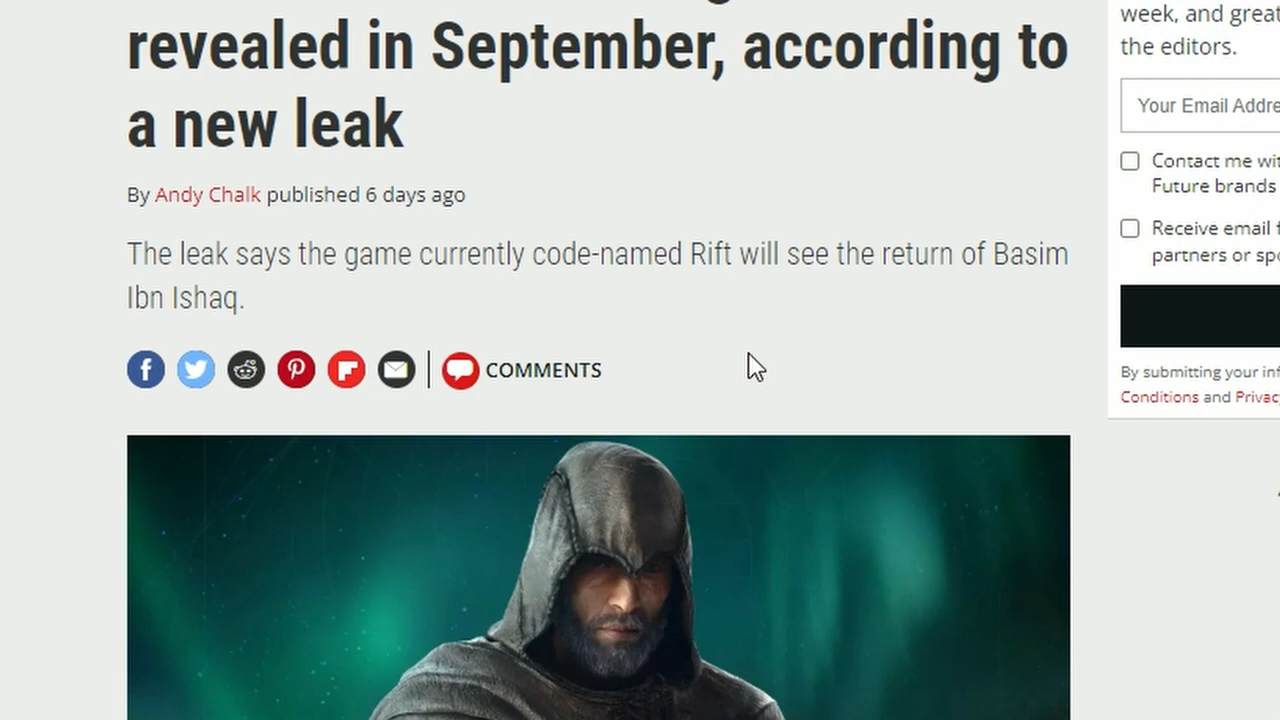 revealed in September, according to
a new leak
By Andy Chalk published 6 days ago
The leak says the game currently code-named Rift will see the return of Basim
Ibn Ishaq.
COMMENTS
week, and great
the editors.
Your Email Addre
Contact me wit
Future brands
Receive email f
partners or spo
By submitting your inf
Conditions and Privac